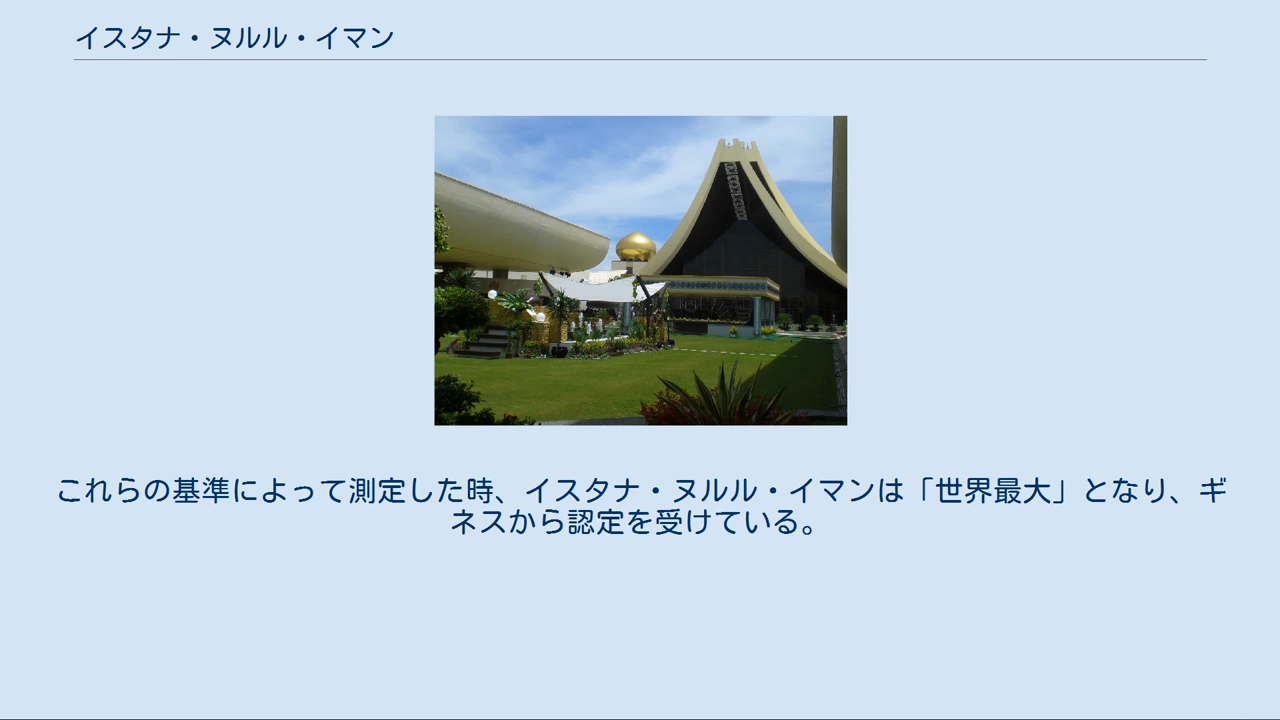 イスタナ・ヌルル・イマン
これらの基準によって測定した時、イスタナ・ヌルル・イマンは「世界最大」となり、ギ
ネスから認定を受けている。